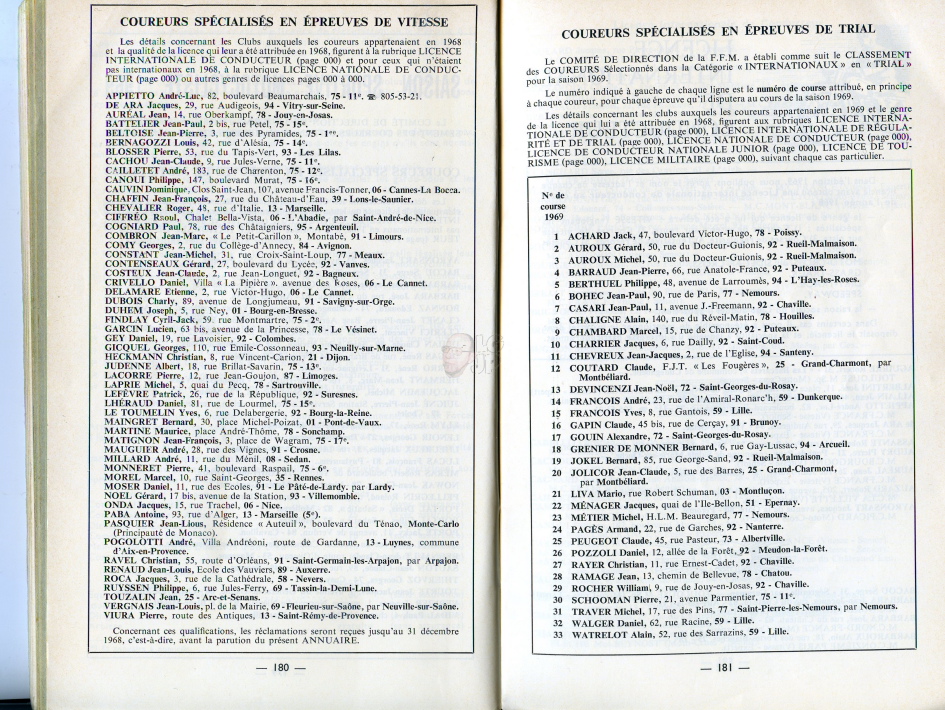 COUREURS SPÉCIALISÉS EN ÉPREUVES DE VITESSE
Les détails concernant les Clubs auxquels les coureurs appartenaient en 1968
et la qualité de la licence qui leur a été attribuée en 1968, figurent à la rubrique LICENCE
INTERNATIONALE DE CONDUCTEUR (page 000) et pour ceux qui n'étaient
pas internationaux en 1968, à la rubrique LICENCE NATIONALE DE CONDUC-
TEUR (page 000) ou autres genres de licences pages 000 à 000.
APPIETTO André-Luc, 82, boulevard Beaumarchais, 75 - 11e. ☎ 805-53-21.
DE ARA Jacques, 29, rue Audigeois, 94 - Vitry-sur-Seine.
AURÉAL Jean, 14, rue Oberkampf, 78 - Jouy-en-Josas.
BATTELIER Jean-Paul, 2 bis, rue Petel, 75 - 15e.
BELTOISE Jean-Pierre, 3, rue des Pyramides, 75 - 1er.
BERNAGOZZI Louis, 42, rue d'Alésia, 75 - 14e.
BLOSSER Pierre, 53, rue du Tapis-Vert, 93 - Les Lilas.
CACHOU Jean-Claude, 9, rue Jules-Verne, 75 - 11e.
CAILLETET André, 183, rue de Charenton, 75 - 12e.
CANOUI Philippe, 147, boulevard Murat, 75 - 16e.
CAUVIN Dominique, Clos Saint-Jean, 107, avenue Francis-Tonner, 06 - Cannes-La Bocca.
CHAFFIN Jean-François, 27, rue du Château-d'Eau, 39 - Lons-le-Saunier.
CHEVALIER Roger, 48, rue d'Italie, 13 - Marseille.
CIFFRÉO Raoul, Chalet Bella-Vista, 06 - L'Abadie, par Saint-André-de-Nice.
COGNIARD Paul, 78, rue des Châtaigniers, 95 - Argenteuil.
COMBRON Jean-Marc, « Le Petit-Carillon », Montabé, 91 - Limours.
COMY Georges, 2, rue du Collège-d'Annecy, 84 - Avignon.
CONSTANT Jean-Michel, 31, rue Croix-Saint-Loup, 77 - Meaux.
CONTENSEAUX Gérald, 27, boulevard du Lycée, 92 - Vanves.
COSTEUX Jean-Claude, 2, rue Jean-Longuet, 92 - Bagneux.
CRIVELLO Daniel, Villa « La Pipière ». avenue des Roses, 06 - Le Cannet.
DELAMARE Etienne, 2, rue Victor-Hugo, 06 - Le Cannet.
DUBOIS Charly, 89, avenue de Longjumeau, 91 - Savigny-sur-Orge.
DUHEM Joseph, 5, rue Ney, 01 - Bourg-en-Bresse.
FINDLAY Cyril-Jack, 59, rue Montmartre, 75 - 2e.
GARCIN Lucien, 63 bis, avenue de la Princesse, 78 - Le Vésinet.
GEY Daniel, 19, rue Lavoisier, 92 - Colombes.
GICQUEL Georges, 110, rue Emile-Cossonneau, 93 - Neuilly-sur-Marne.
HECKMANN Christian, 8, rue Vincent-Carion, 21 - Dijon.
JUDENNE Albert, 18, rue Brillat-Savarin, 75 - 13e.
LACORRE Pierre, 12, rue Jean-Goujon, 87 - Limoges.
LAPRIE Michel, 5, quai du Pecq, 78 - Sartrouville.
LEFÈVRE Patrick, 26, rue de la République, 92 - Suresnes.
LHÉRAUD Daniel, 81, rue de Lourmel, 75 - 15e.
LE TOUMELIN Yves, 6, rue Delabergerie, 92 - Bourg-la-Reine.
MAINGRET Bernard, 30, place Michel-Poizat, 01 - Pont-de-Vaux.
MARTINE Maurice, place André-Thôme, 78 - Sonchamp.
MATIGNON Jean-François, 3, place de Wagram, 75 - 17e.
MAUGUIER André, 28, rue des Vignes, 91 - Crosne.
MILLARD André, 11, rue du Ménil, 08 - Sedan.
MONNERET Pierre, 41, boulevard Raspail, 75 - 6e.
MOREL Marcel, 10, rue Saint-Georges, 35 - Rennes.
MOSER Daniel, 11, rue des Ecoles, 91 - Le Pâté-de-Lardy. par Lardy.
NOEL Gérard, 17 bis, avenue de la Station, 93 - Villemomble.
ONDA Jacques, 15, rue Trachel, 06 - Nice.
PABA Antoine, 93, rue d'Alger, 13 - Marseille (5e).
PASQUIER Jean-Lious, Résidence « Auteuil », boulevard du Ténao, Monte-Carlo
(Principauté de Monaco).
POGOLOTTI André, Villa Andréoni, route de Gardanne, 13 - Luynes, commune
d'Aix-en-Provence.
RAVEL Christian, 55, route d'Orléans, 91 - Saint-Germain-les-Arpajon, par Arpajon.
RENAUD Jean-Louis, Ecole des Vauviers, 89 - Auxerre.
ROCA Jacques, 3, rue de la Cathédrale, 58 - Nevers.
RUYSSEN Philippe, 6, rue Jules-Ferry, 69 - Tassin-la-Demi-Lune.
TOUZALIN Jean, 25 - Arc-et-Senans.
VERGNAIS Jean-Louis, pl. de la Mairie, 69 - Fleurieu-sur-Saône, par Neuville-sur-Saône.
VIURA Pierre, route des Antiques, 13 - Saint-Rémy-de-Provence.
Concernant ces qualifications, les réclamations seront reçues jusqu'au 31 décembre
1968, c'est-à-dire, avant la parution du présent ANNUAIRE.
— 180 —
COUREURS SPÉCIALISÉS EN ÉPREUVES DE TRIAL
Le COMITÉ DE DIRECTION de la F.F.M. a établi comme suit le CLASSEMENT
des COUREURS Sélectionnés dans la Catégorie « INTERNATIONAUX » en « TRIAL »
pour la saison 1969.
Le numéro indiqué à gauche de chaque ligne est le numéro de course attribué, en principe
à chaque coureur, pour chaque épreuve qu'il disputera au cours de la saison 1969.
Les détails concernant les clubs auxquels les coureurs appartenaient en 1969 et le genre
de la licence qui lui a été attribuée en 1968, figurent aux rubriques LICENCE INTERNA-
TIONALE DE CONDUCTEUR (page 000), LICENCE INTERNATIONALE DE RÉGULA-
RITÉ ET DE TRIAL (page 000), LICENCE NATIONALE DE CONDUCTEUR (page 000),
LICENCE DE CONDUCTEUR NATIONALE JUNIOR (page 000), LICENCE DE TOU-
RISME (page 000), LICENCE MILITAIRE (page 000), suivant chaque cas particulier.
No de
course
1969
1 ACHARD Jack, 47, boulevard Victor-Hugo, 78 - Poissy.
2 AUROUX Gérard, 50, rue du Docteur-Guionis, 92 - Rueil-Malmaison.
3 AUROUX Michel, 50, rue du Docteur-Guionis, 92 - Rueil-Malmaison.
4 BARRAUD Jean-Pierre, 66, rue Anatole-France, 92 - Puteaux.
5 BERTHUEL Philippe, 48, avenue de Larroumès, 94 - L'Hay-les-Roses.
6 BOHEC Jean-Paul, 90, rue de Paris, 77 - Nemours.
7 CASARI Jean-Paul, 11, avenue J.-Freemann, 92 - Chaville.
8 CHALIGNE Alain, 140, rue du Réveil-Matin, 78 - Houilles.
9 CHAMBARD Marcel, 15, rue de Chanzy, 92 - Puteaux.
10 CHARRIER Jacques, 6, rue Dailly, 92 - Saint-Coud.
11 CHEVREUX Jean-Jacques, 2, rue de l'Eglise, 94 - Santeny.
12 COUTARD Claude, F.J.T. « Les Fougères », 25 - Grand-Charmont, par
Montbéliard.
13 DEVINCENZI Jean-Noël, 72 - Saint-Georges-du-Rosay.
14 FRANCOIS André, 23, rue de l'Amiral-Ronarc'h, 59 - Dunkerque.
15 FRANCOIS Yves, 8, rue Gantois, 59 - Lille.
16 GAPIN Claude, 45 bis, rue de Cerçay, 91 - Brunoy.
17 GOUIN Alexandre, 72 - Saint-Georges-du-Rosay.
18 GRENIER DE MONNER Bernard, 6, rue Gay-Lussac, 94 - Arcueil.
19 JOKEL Bernard, 85, rue George-Sand, 92 - Rueil-Malmaison.
20 JOLICOR Jean-Claude, 5, rue des Barres, 25 - Grand-Charmont,
par Montbéliard.
21 LIVA Mario, rue Robert Schuman, 03 - Montluçon.
22 MÉNAGER Jacques, quai de l'Ile-Bellon, 51 - Epernay.
23 MÉTIER Michel, H.L.M. Beauregard, 77 - Nemours.
24 PAGÈS Armand, 22, rue de Garches, 92 - Nanterre.
25 PEUGEOT Claude, 45, rue Pasteur, 73 - Albertville.
26 POZZOLI Daniel, 12, allée de la Forêt, 92 - Meudon-la-Forêt.
27 RAYER Christian, 11, rue Ernest-Cadet, 92 - Chaville.
28 RAMAGE Jean, 13, chemin de Bellevue, 78 - Chatou.
29 ROCHER William, 9, rue de Jouy-en-Josas, 92 - Chaville.
30 SCHOOMAN Pierre, 21, avenue Parmentier, 75 - 11e.
31 TRAVER Michel, 17, rue des Pins, 77 - Saint-Pierre-les-Nemours, par Nemours.
32 WALGER Daniel, 62, rue Racine, 59 - Lille.
33 WATRELOT Alain, 52, rue des Sarrazins, 59 - Lille.
— 181 —